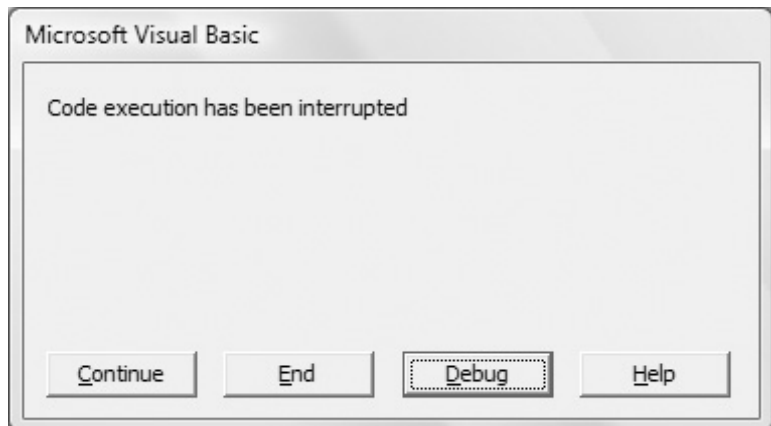 Microsoft Visual Basic
Code execution has been interrupted
Continue End Debug Help